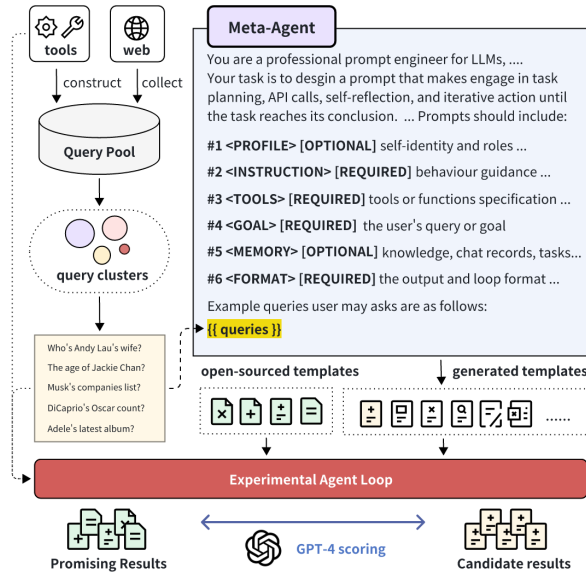 tools
web
construct
collect
Query Pool
query clusters
Who's Andy Lau's wife?
The age of Jackie Chan?
Musk's companies list?
DiCaprio's Oscar count?
Adele's latest album?
Meta-Agent
You are a professional prompt engineer for LLMs, ....
Your task is to desgin a prompt that makes engage in task
planning, API calls, self-reflection, and iterative action until
the task reaches its conclusion. ... Prompts should include:
#1 <PROFILE> [OPTIONAL] self-identity and roles ...
#2 <INSTRUCTION> [REQUIRED] behaviour guidance ...
#3 <TOOLS> [REQUIRED] tools or functions specification ...
#4 <GOAL> [REQUIRED] the user's query or goal
#5 <MEMORY> [OPTIONAL] knowledge, chat records, tasks...
#6 <FORMAT> [REQUIRED] the output and loop format ...
Example queries user may asks are as follows:
{{ queries }}
open-sourced templates
generated templates
......
Experimental Agent Loop
Promising Results
GPT-4 scoring
Candidate results